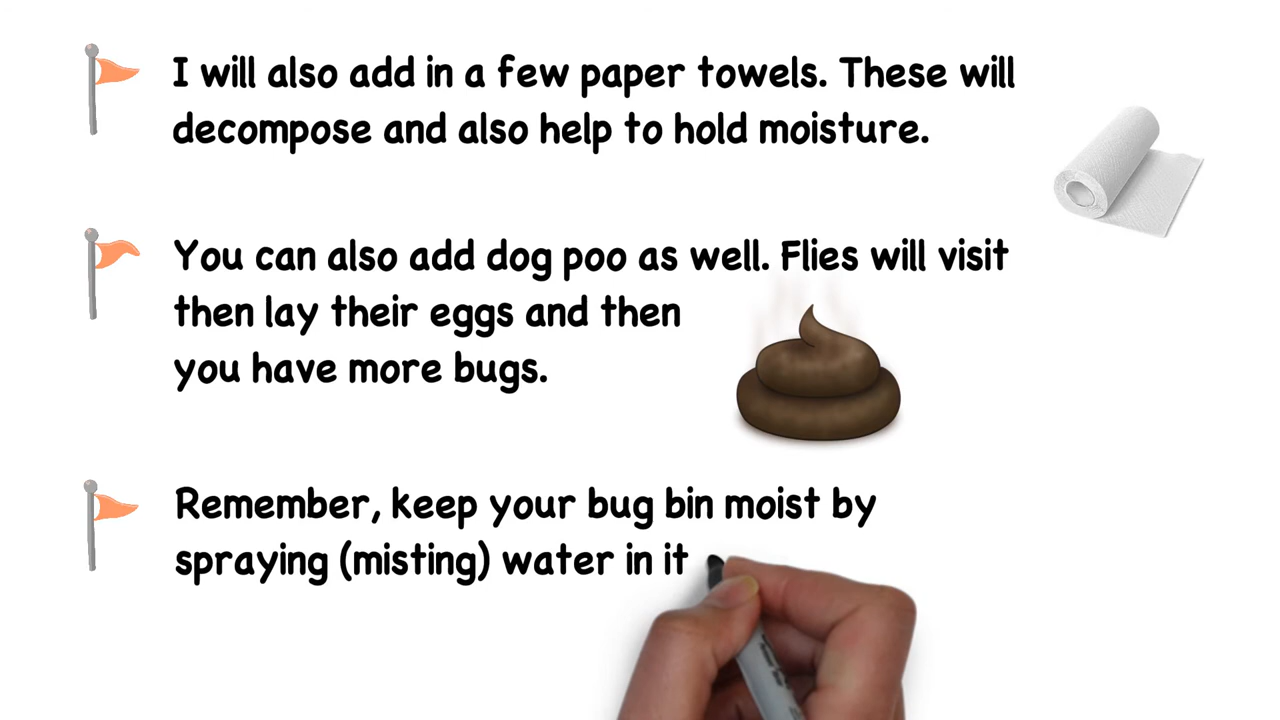 I will also add in a few paper towels. These will
decompose and also help to hold moisture.
You can also add dog poo as well. Flies will visit
then lay their eggs and then
you have more bugs.
Remember, keep your bug bin moist by
spraying (misting) water in it